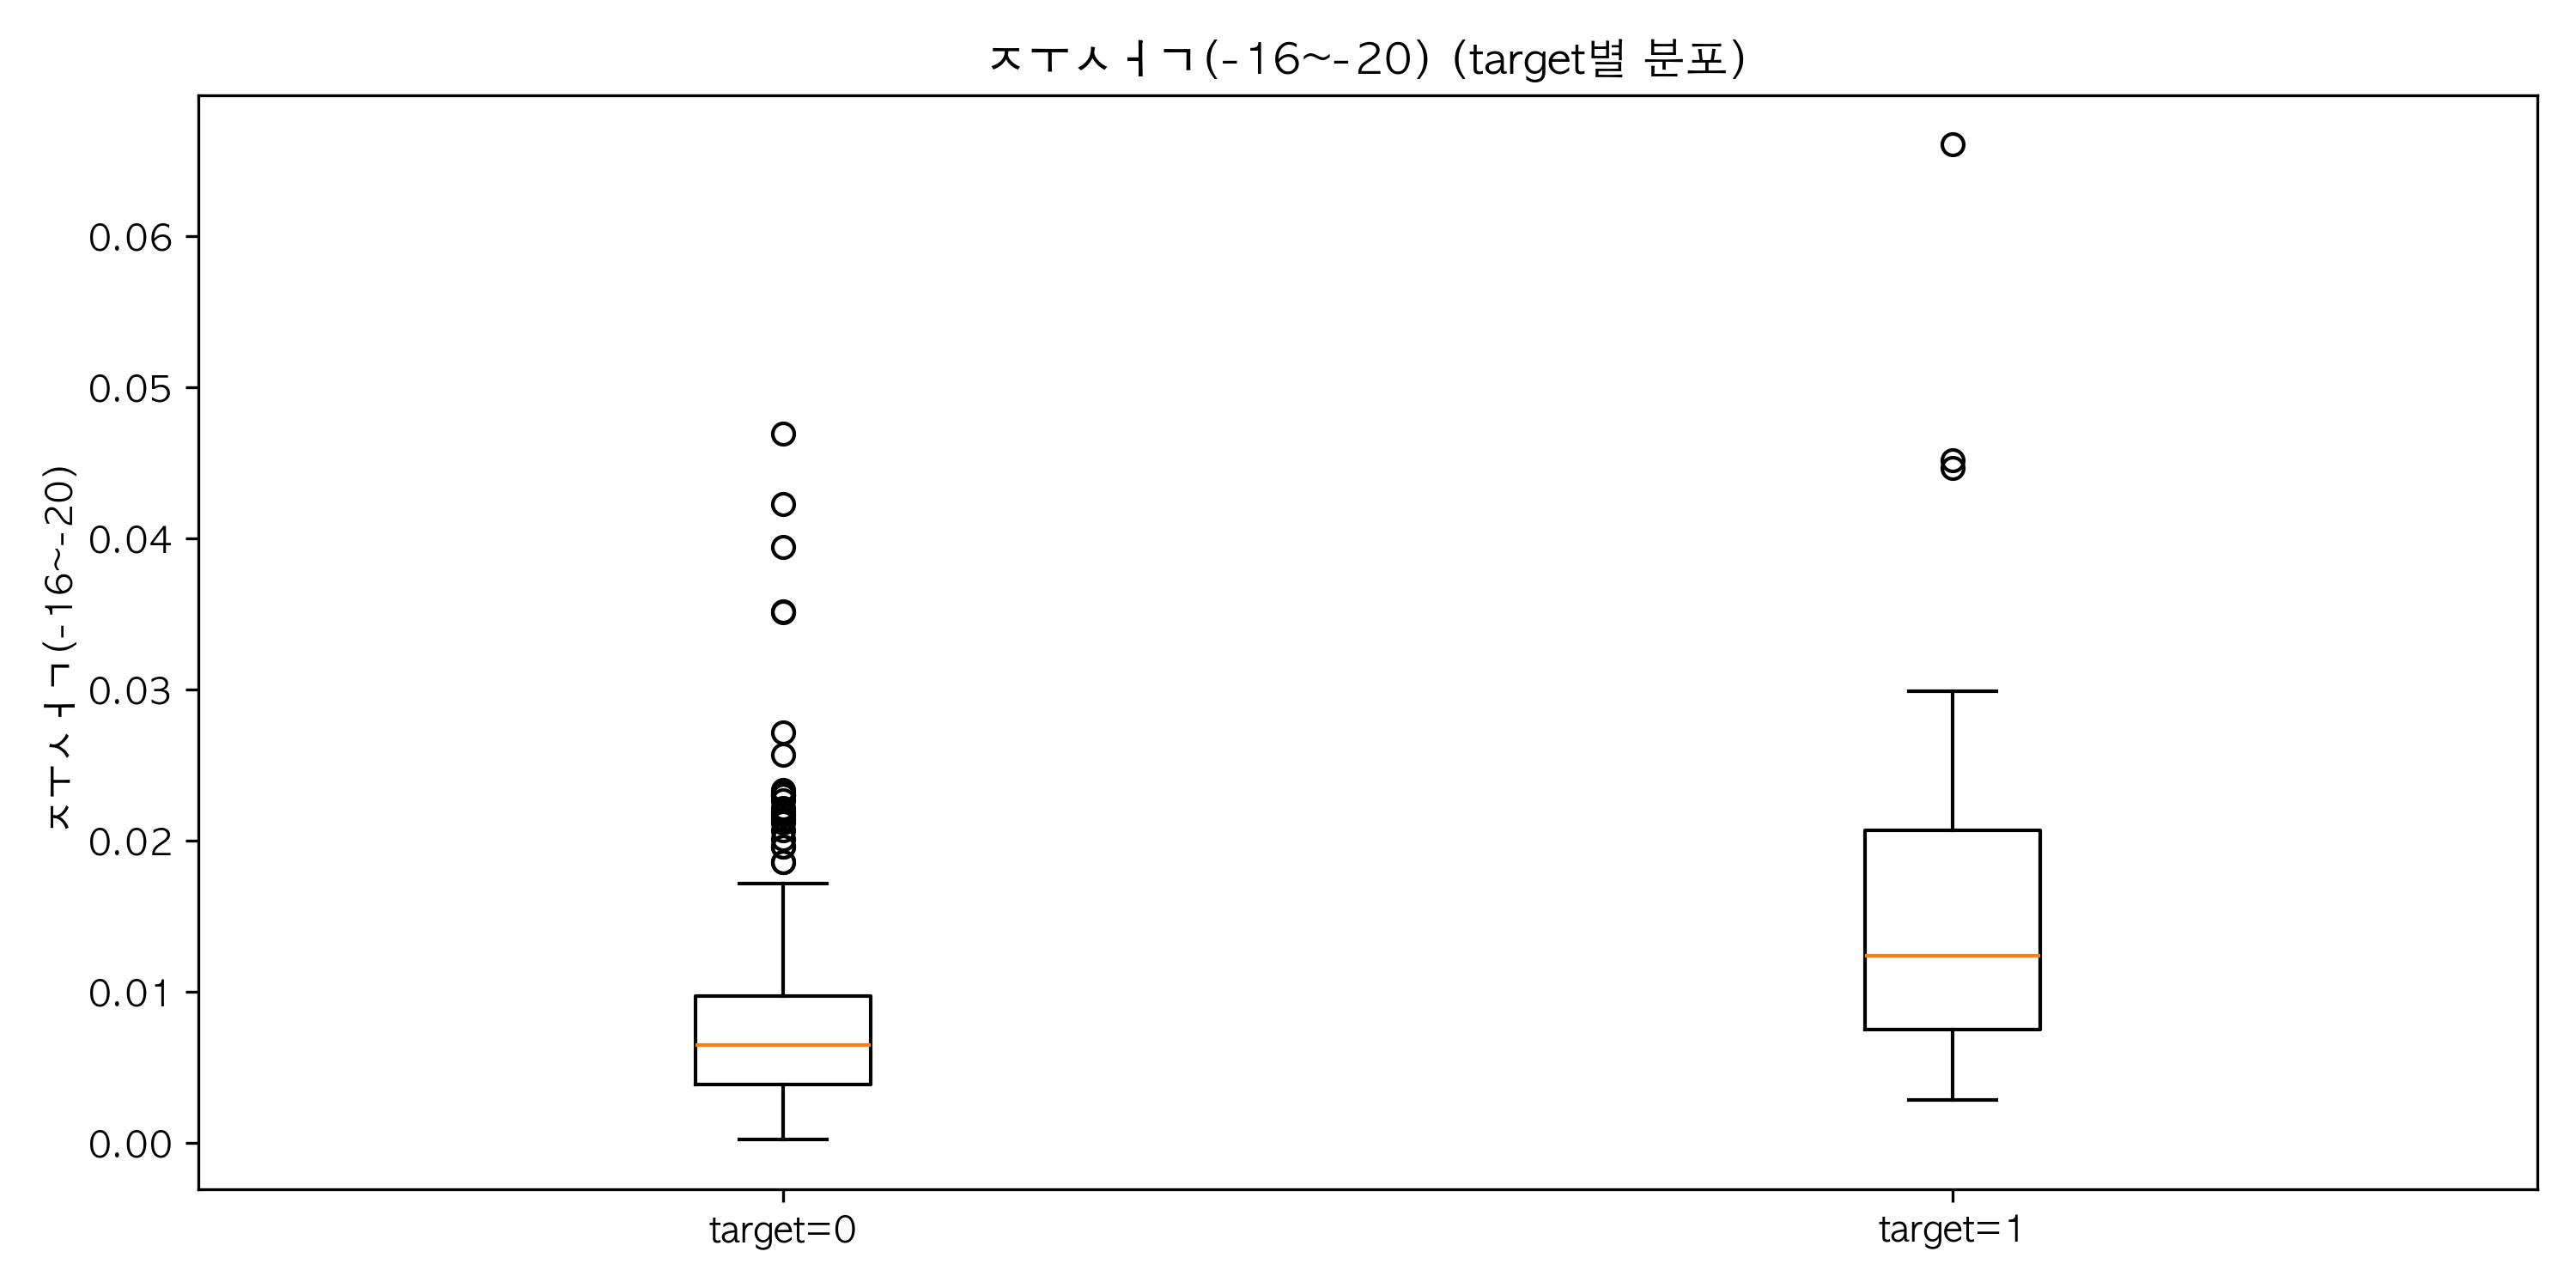 ㅈㅜㅅㅓㄱ(-16~-20) (target별 분포)
ㅈㅜㅅㅓㄱ(-16~-20)
0.06
0.05
0.04
0.03
0.02
0.01
0.00
target=0
target=1